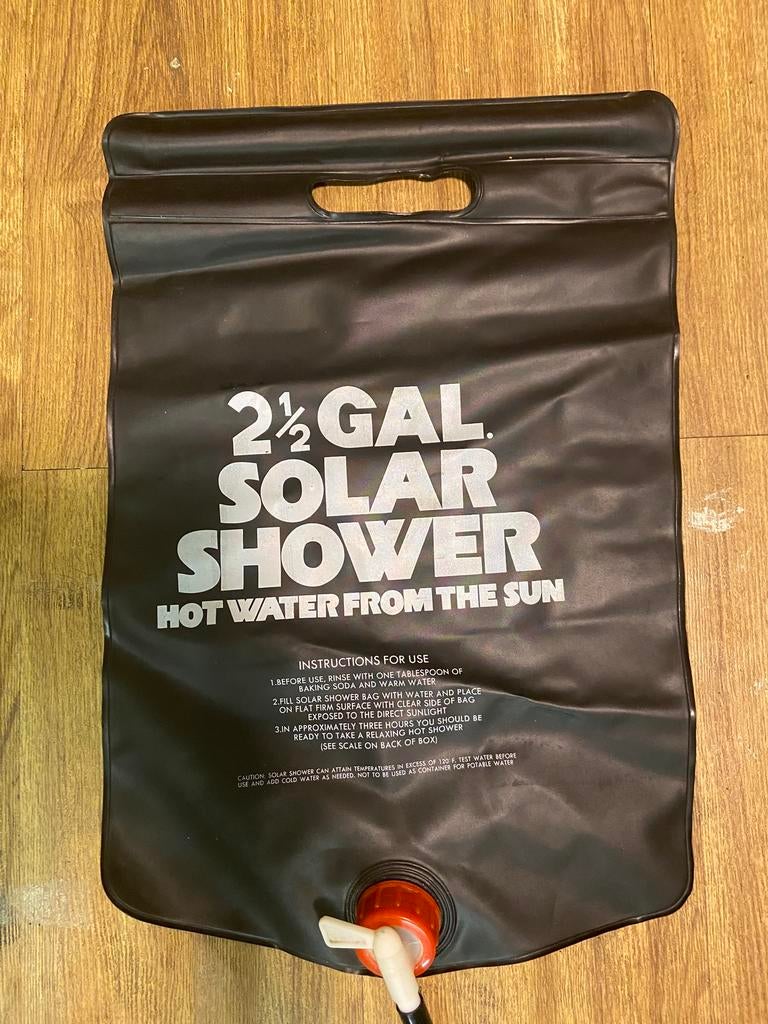 2 1/2 GAL.
SOLAR
SHOWER
HOT WATER FROM THE SUN
INSTRUCTIONS FOR USE
1.BEFORE USE, RINSE WITH ONE TABLESPOON OF
BAKING SODA AND WARM WATER
2.FILL SOLAR SHOWER BAG WITH WATER AND PLACE
ON FLAT FIRM SURFACE WITH CLEAR SIDE OF BAG
EXPOSED TO THE DIRECT SUNLIGHT
3.IN APPROXIMATELY THREE HOURS YOU SHOULD BE
READY TO TAKE A RELAXING HOT SHOWER
(SEE SCALE ON BACK OF BOX)
CAUTION: SOLAR SHOWER CAN ATTAIN TEMPERATURES IN EXCESS OF 120 F, TEST WATER BEFORE
USE AND ADD COLD WATER AS NEEDED. NOT TO BE USED AS CONTAINER FOR POTABLE WATER